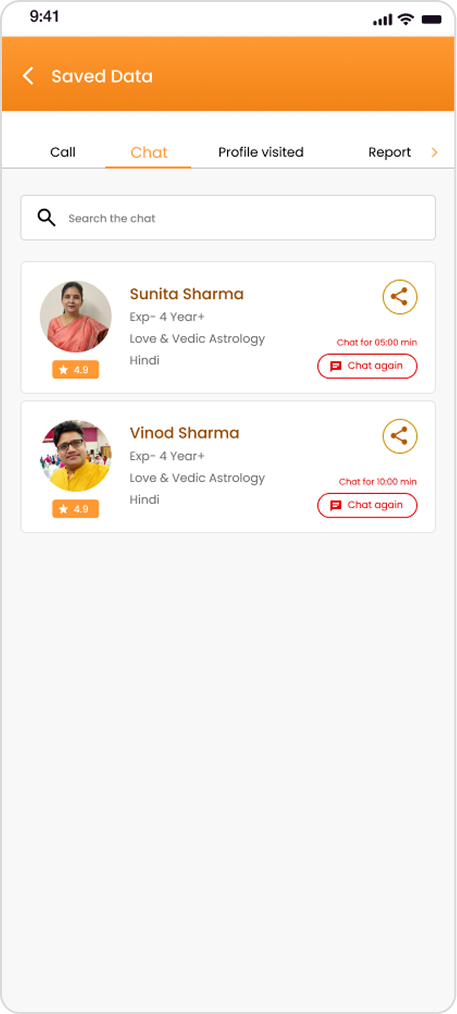 9:41
Saved Data
Call Chat Profile visited Report
Search the chat
Sunita Sharma
Exp- 4 Year+
Love & Vedic Astrology
Hindi
4.9
Chat for 05:00 min
Chat again
Vinod Sharma
Exp- 4 Year+
Love & Vedic Astrology
Hindi
4.9
Chat for 10:00 min
Chat again